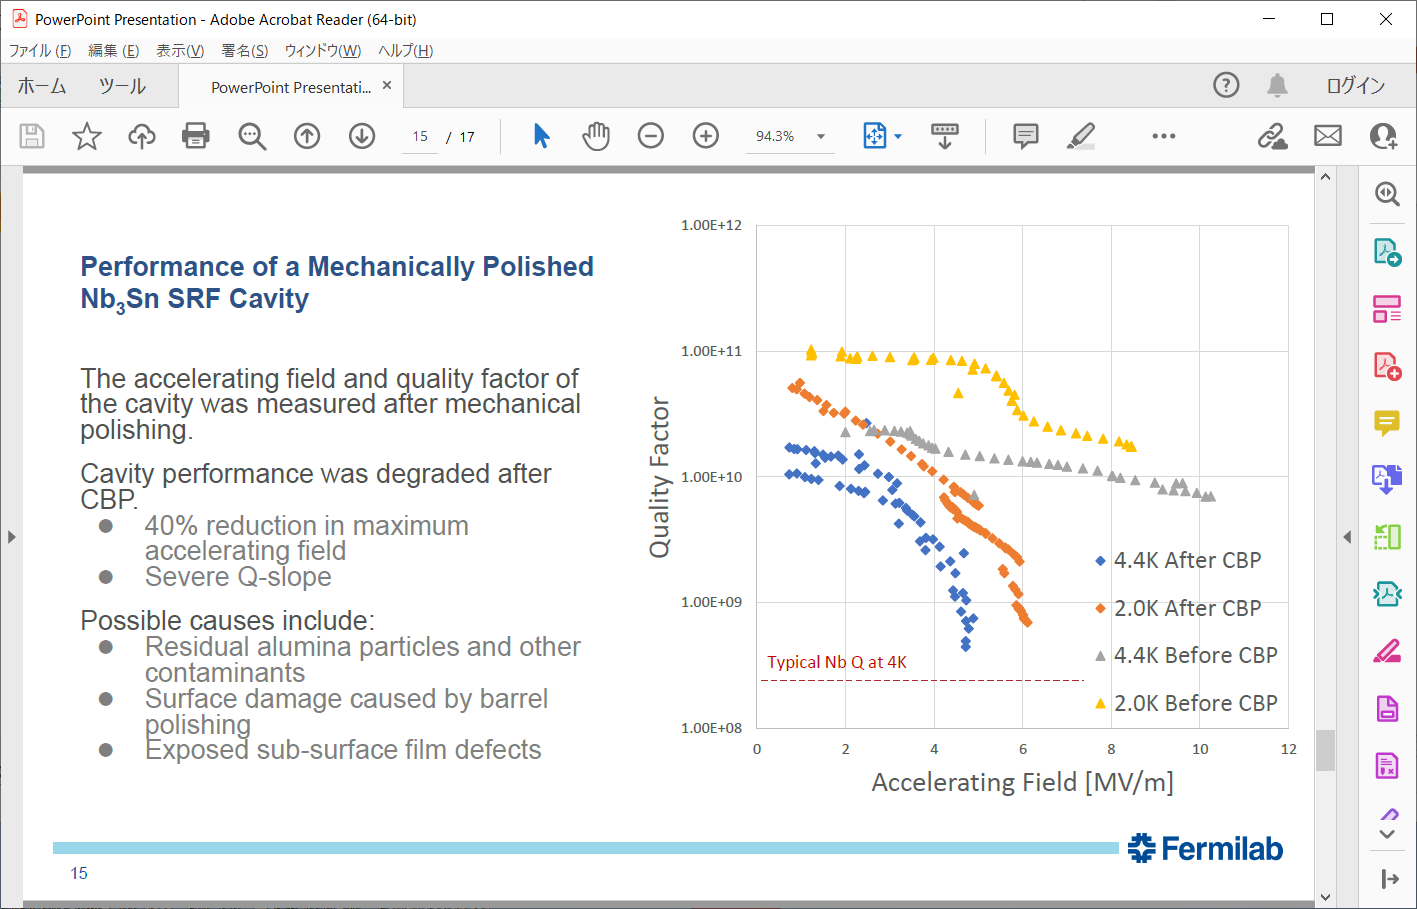 PowerPoint Presentation - Adobe Acrobat Reader (64-bit)
ファイル (F) 編集 (E) 表示(V) 署名(S) ウィンドウ(W) ヘルプ(H)
ホーム ツール PowerPoint Presentati... × ログイン
15 / 17 94.3%
Performance of a Mechanically Polished
Nb3Sn SRF Cavity
The accelerating field and quality factor of
the cavity was measured after mechanical
polishing.
Cavity performance was degraded after
CBP.
● 40% reduction in maximum
accelerating field
● Severe Q-slope
Possible causes include:
● Residual alumina particles and other
contaminants
● Surface damage caused by barrel
polishing
● Exposed sub-surface film defects
Quality Factor
1.00E+12
1.00E+11
1.00E+10
1.00E+09
1.00E+08
4.4K After CBP
2.0K After CBP
4.4K Before CBP
2.0K Before CBP
Typical Nb Q at 4K
0 2 4 6 8 10 12
Accelerating Field [MV/m]
Fermilab
15